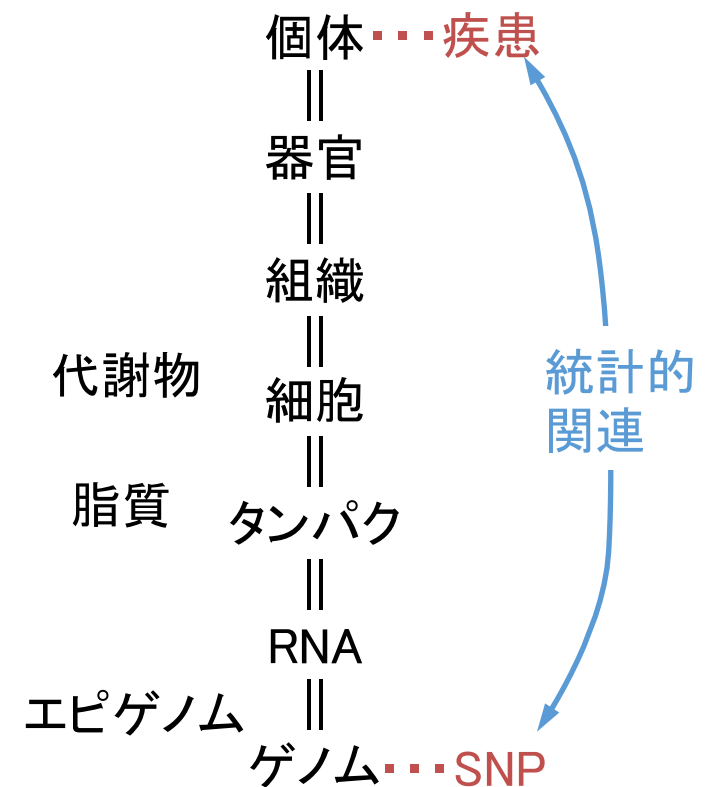 個体
疾患
器官
組織
代謝物
細胞
統計的
関連
脂質
タンパク
RNA
エピゲノム
ゲノム
SNP